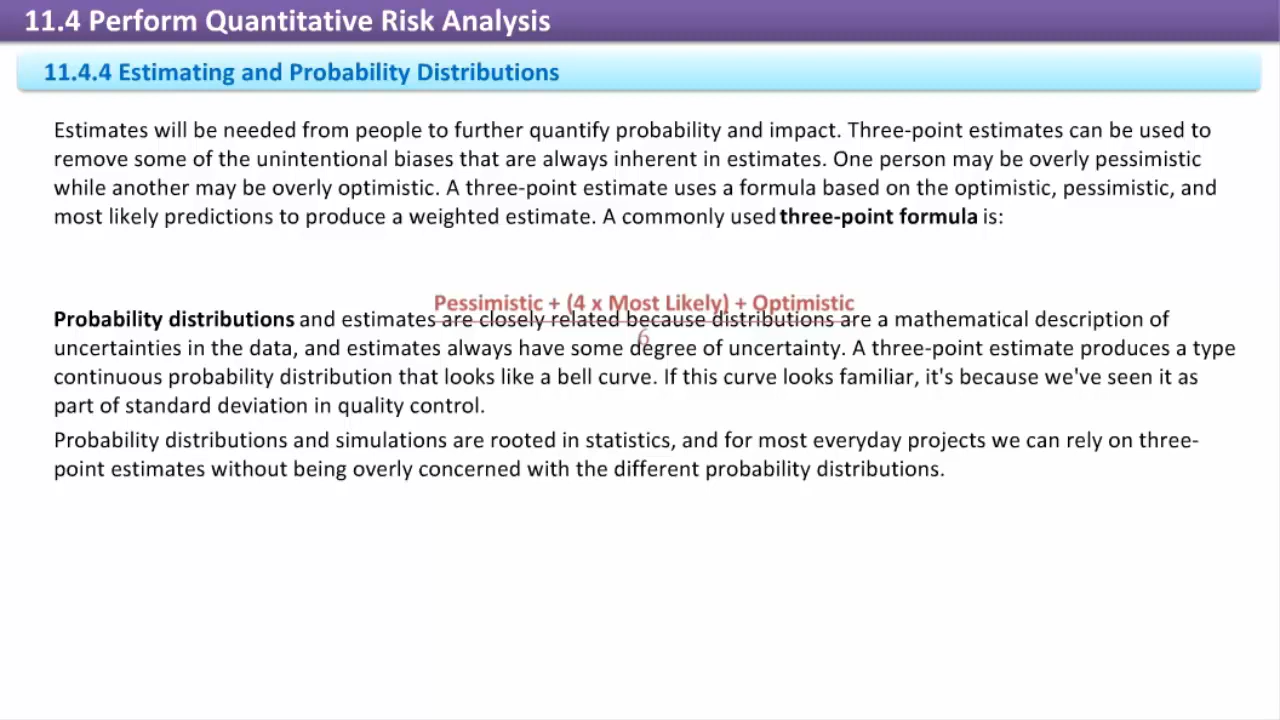 11.4 Perform Quantitative Risk Analysis
11.4.4 Estimating and Probability Distributions
Estimates will be needed from people to further quantify probability and impact. Three-point estimates can be used to
remove some of the unintentional biases that are always inherent in estimates. One person may be overly pessimistic
while another may be overly optimistic. A three-point estimate uses a formula based on the optimistic, pessimistic, and
most likely predictions to produce a weighted estimate. A commonly used three-point formula is:
Pessimistic + (4 x Most Likely) + Optimistic
6
Probability distributions and estimates are closely related because distributions are a mathematical description of
uncertainties in the data, and estimates always have some degree of uncertainty. A three-point estimate produces a type
continuous probability distribution that looks like a bell curve. If this curve looks familiar, it's because we've seen it as
part of standard deviation in quality control.
Probability distributions and simulations are rooted in statistics, and for most everyday projects we can rely on three-
point estimates without being overly concerned with the different probability distributions.